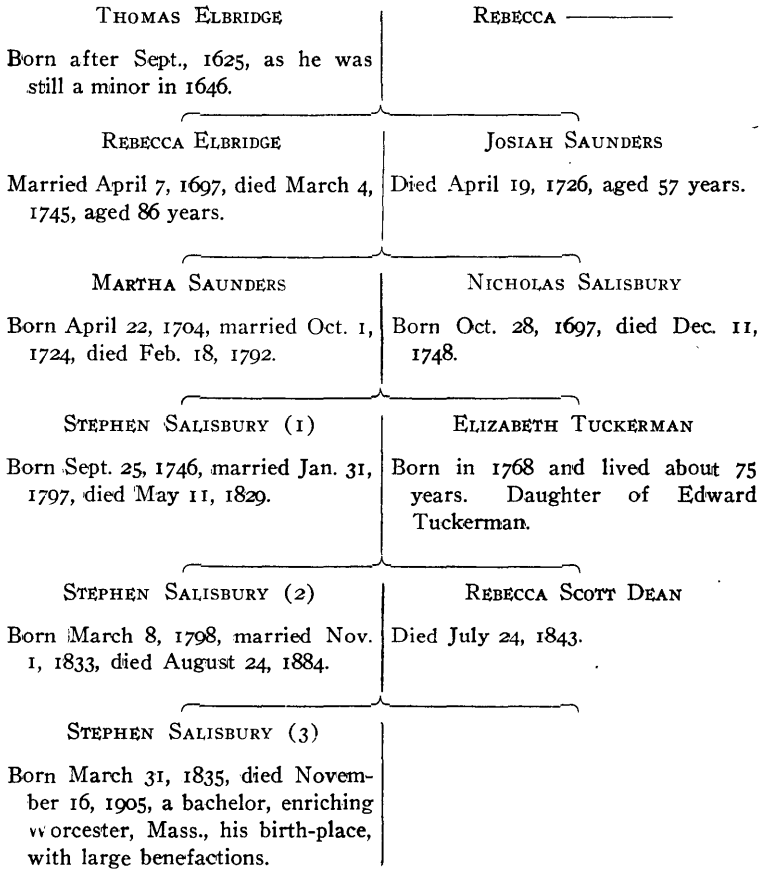 THOMAS ELBRIDGE
REBECCA ————
Born after Sept., 1625, as he was
still a minor in 1646.
REBECCA ELBRIDGE
JOSIAH SAUNDERS
Married April 7, 1697, died March 4,
1745, aged 86 years.
Died April 19, 1726, aged 57 years.
MARTHA SAUNDERS
NICHOLAS SALISBURY
Born April 22, 1704, married Oct. 1,
1724, died Feb. 18, 1792.
Born Oct. 28, 1697, died Dec. 11,
1748.
STEPHEN SALISBURY (1)
ELIZABETH TUCKERMAN
Born Sept. 25, 1746, married Jan. 31,
1797, died May 11, 1829.
Born in 1768 and lived about 75
years. Daughter of Edward
Tuckerman.
STEPHEN SALISBURY (2)
REBECCA SCOTT DEAN
Born March 8, 1798, married Nov.
1, 1833, died August 24, 1884.
Died July 24, 1843.
STEPHEN SALISBURY (3)
Born March 31, 1835, died Novem-
ber 16, 1905, a bachelor, enriching
Worcester, Mass., his birth-place,
with large benefactions.